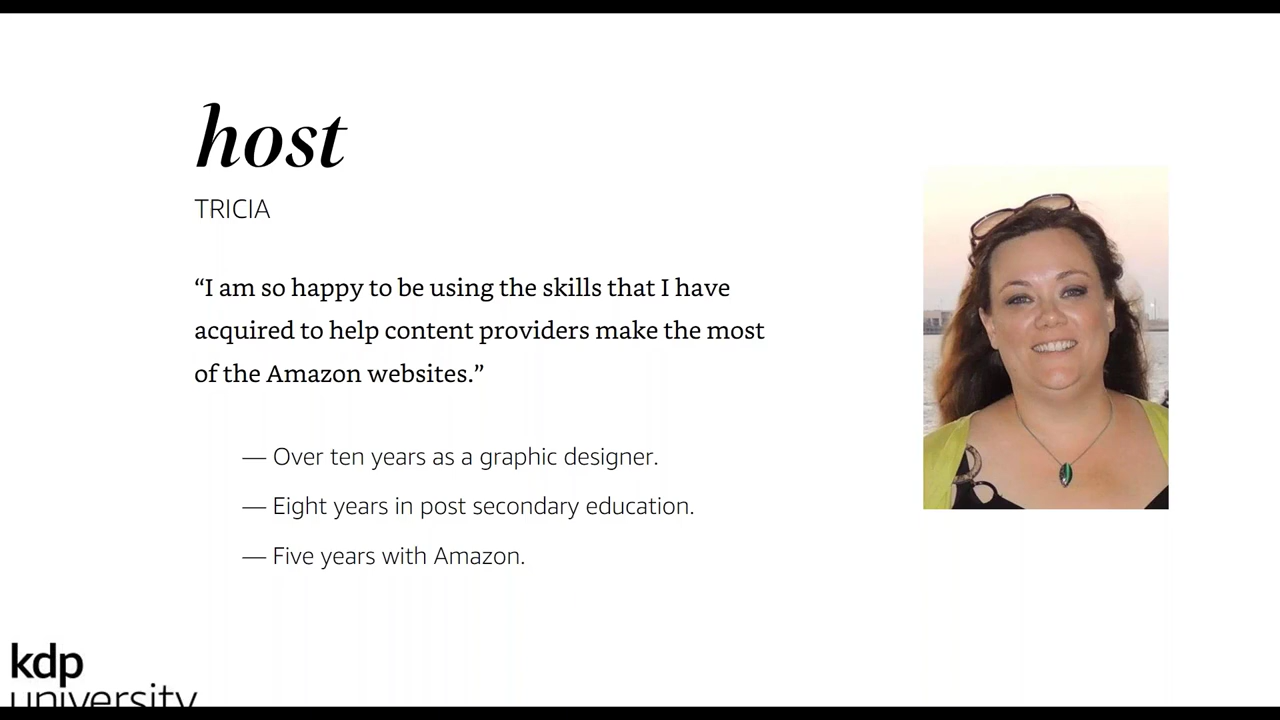 host
TRICIA
“I am so happy to be using the skills that I have
acquired to help content providers make the most
of the Amazon websites.”
— Over ten years as a graphic designer.
— Eight years in post secondary education.
— Five years with Amazon.
kdp
university